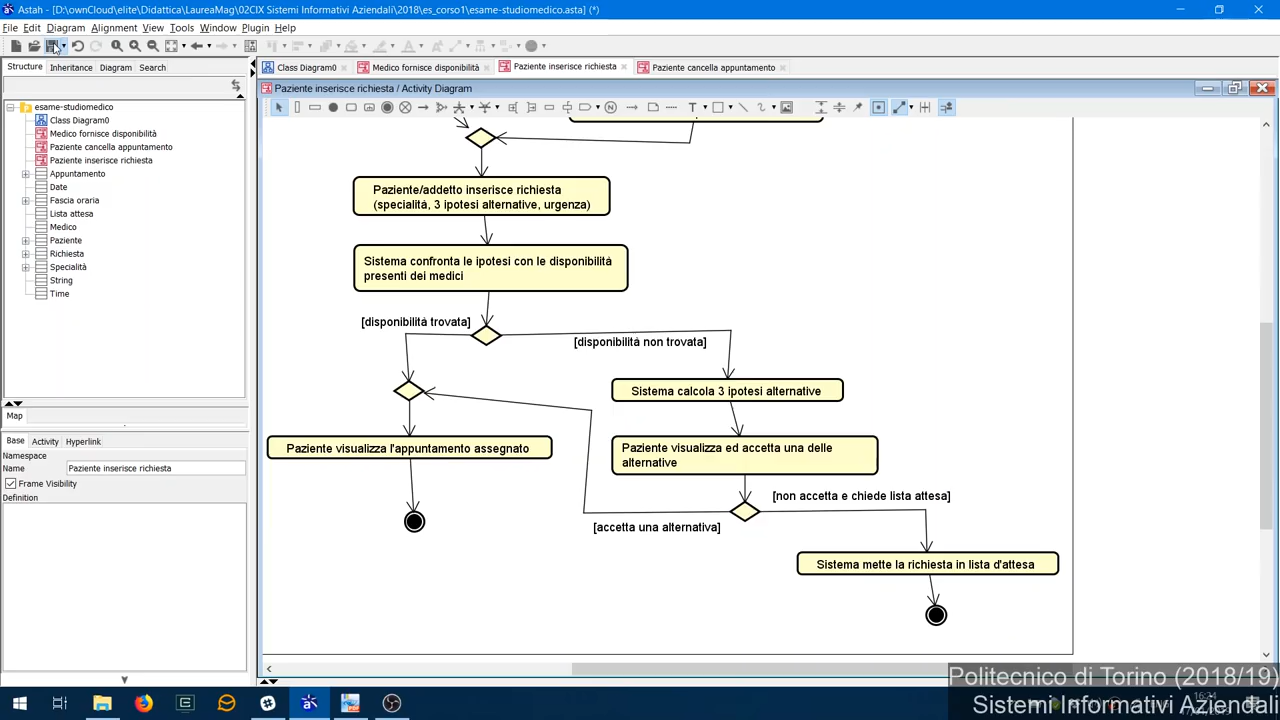 Astah - [D:\ownCloud\elite\Didattica\LaureaMag\02CIX Sistemi Informativi Aziendali\2018\es_corso1\esame-studiomedico.asta] (*)
File Edit Diagram Alignment View Tools Window Plugin Help
Structure Inheritance Diagram Search
Class Diagram0 Medico fornisce disponibilità Paziente inserisce richiesta Paziente cancella appuntamento
Paziente inserisce richiesta / Activity Diagram
esame-studiomedico
Class Diagram0
Medico fornisce disponibilità
Paziente cancella appuntamento
Paziente inserisce richiesta
Appuntamento
Date
Fascia oraria
Lista attesa
Medico
Paziente
Richiesta
Specialità
String
Time
Map
Base Activity Hyperlink
Namespace
Name Paziente inserisce richiesta
Frame Visibility
Definition
Paziente/addetto inserisce richiesta
(specialità, 3 ipotesi alternative, urgenza)
Sistema confronta le ipotesi con le disponibilità
presenti dei medici
[disponibilità trovata]
[disponibilità non trovata]
Sistema calcola 3 ipotesi alternative
Paziente visualizza l'appuntamento assegnato
Paziente visualizza ed accetta una delle
alternative
[non accetta e chiede lista attesa]
[accetta una alternativa]
Sistema mette la richiesta in lista d'attesa
Politecnico di Torino (2018/19)
Sistemi Informativi Aziendali